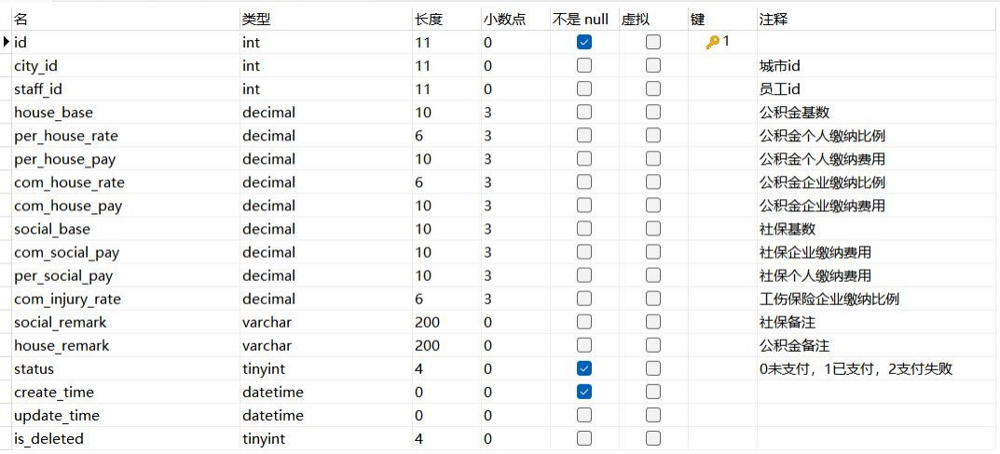 名 类型 长度 小数点 不是 null 虚拟 键 注释
id int 11 0 1
city_id int 11 0 城市id
staff_id int 11 0 员工id
house_base decimal 10 3 公积金基数
per_house_rate decimal 6 3 公积金个人缴纳比例
per_house_pay decimal 10 3 公积金个人缴纳费用
com_house_rate decimal 6 3 公积金企业缴纳比例
com_house_pay decimal 10 3 公积金企业缴纳费用
social_base decimal 10 3 社保基数
com_social_pay decimal 10 3 社保企业缴纳费用
per_social_pay decimal 10 3 社保个人缴纳费用
com_injury_rate decimal 6 3 工伤保险企业缴纳比例
social_remark varchar 200 0 社保备注
house_remark varchar 200 0 公积金备注
status tinyint 4 0 0未支付，1已支付，2支付失败
create_time datetime 0 0
update_time datetime 0 0
is_deleted tinyint 4 0